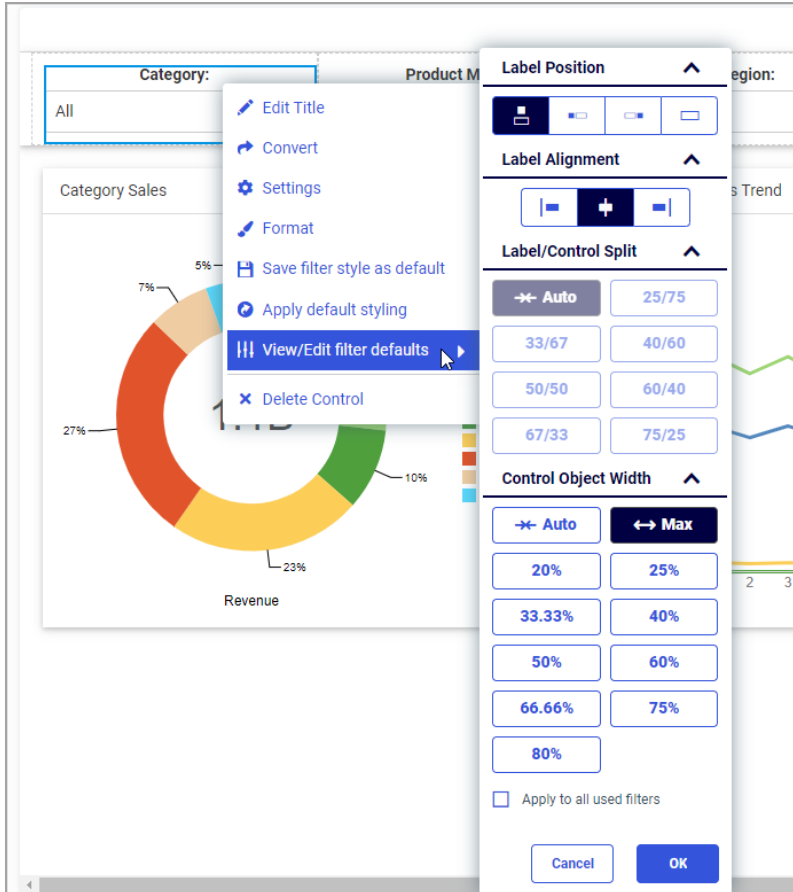 Category:
Product M
egion:
All
Edit Title
Convert
Settings
Format
Save filter style as default
Apply default styling
View/Edit filter defaults
Delete Control
Label Position
Label Alignment
Label/Control Split
Auto
25/75
33/67
40/60
50/50
60/40
67/33
75/25
Control Object Width
Auto
Max
20%
25%
33.33%
40%
50%
60%
66.66%
75%
80%
Apply to all used filters
Cancel
OK
Category Sales
s Trend
5%
7%
27%
10%
23%
Revenue
2 3